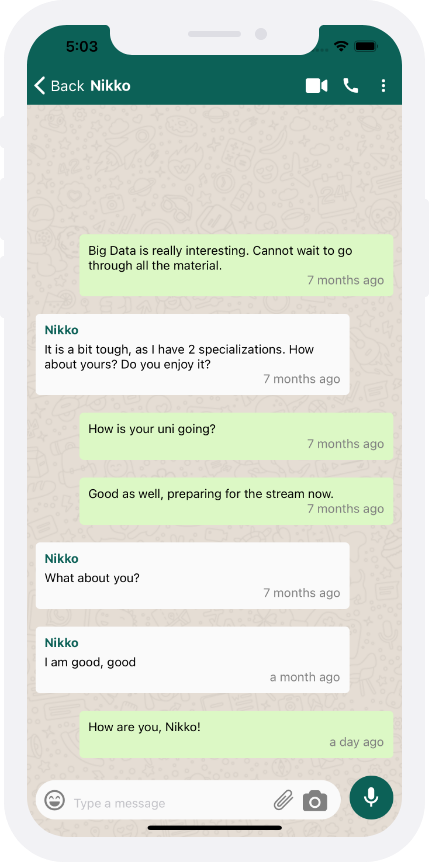 5:03
Back Nikko
Big Data is really interesting. Cannot wait to go
through all the material.
7 months ago
Nikko
It is a bit tough, as I have 2 specializations. How
about yours? Do you enjoy it?
7 months ago
How is your uni going?
7 months ago
Good as well, preparing for the stream now.
7 months ago
Nikko
What about you?
7 months ago
Nikko
I am good, good
a month ago
How are you, Nikko!
a day ago
Type a message